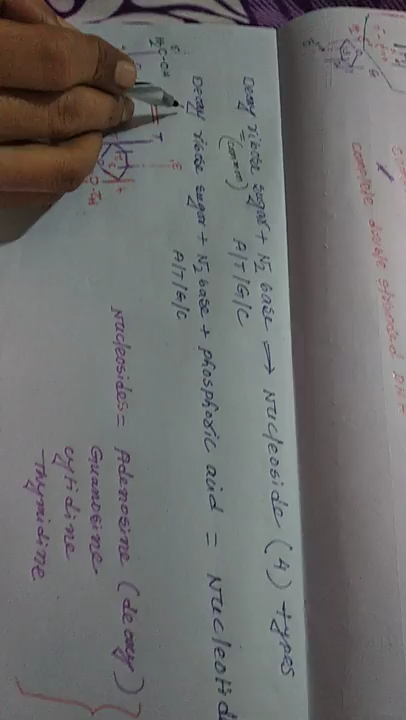 Deoxy ribose sugar + N2 base → Nucleoside (4) types
(common) A/T/G/C
Deoxy ribose sugar + N2 base + phosphoric acid = Nucleotid
A/T/G/C
Nucleosides = Adenosine (deoxy)
Guanosine
cytidine
Thymidine
complete double stranded DNA